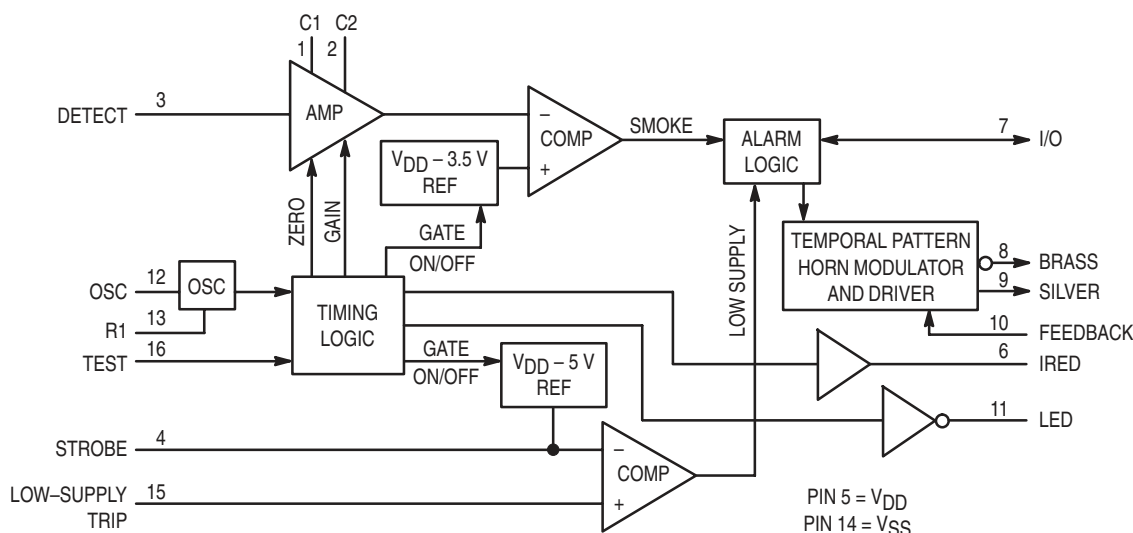 C1 C2
1 2
DETECT 3
AMP
–
COMP
+
SMOKE
ALARM
LOGIC
7 I/O
VDD – 3.5 V
REF
ZERO
GAIN
GATE
ON/OFF
LOW SUPPLY
TEMPORAL PATTERN
HORN MODULATOR
AND DRIVER
8 BRASS
9 SILVER
10 FEEDBACK
OSC 12
OSC
R1 13
TEST 16
TIMING
LOGIC
GATE
ON/OFF
VDD – 5 V
REF
6 IRED
11 LED
STROBE 4
–
COMP
+
LOW–SUPPLY
TRIP
15
PIN 5 = VDD
PIN 14 = VSS